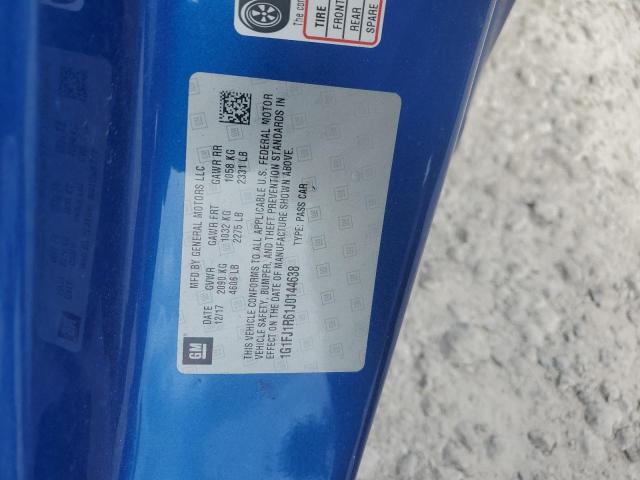 The con
TIRE
FRONT
REAR
SPARE
MFD BY GENERAL MOTORS LLC
DATE GVWR GAWR FRT GAWR RR
12/17 2090 KG 1032 KG 1058 KG
4606 LB 2275 LB 2331 LB
THIS VEHICLE CONFORMS TO ALL APPLICABLE U.S. FEDERAL MOTOR
VEHICLE SAFETY, BUMPER, AND THEFT PREVENTION STANDARDS IN
EFFECT ON THE DATE OF MANUFACTURE SHOWN ABOVE.
1G1FJ1R61J0144638 TYPE: PASS CAR
GM